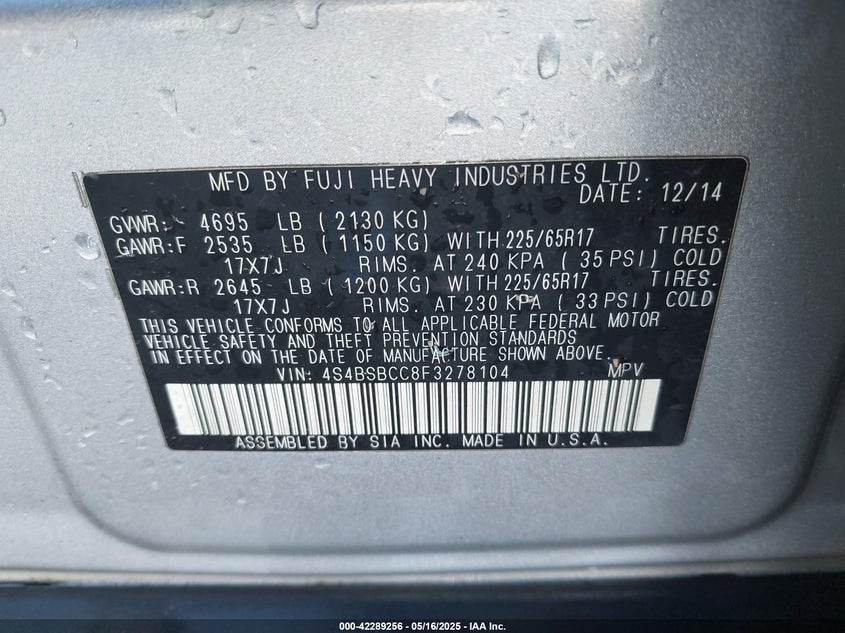 MFD BY FUJI HEAVY INDUSTRIES LTD.
DATE: 12/14
GVWR: 4695 LB ( 2130 KG)
GAWR:F 2535 LB ( 1150 KG) WITH 225/65R17 TIRES.
17X7J RIMS. AT 240 KPA ( 35 PSI) COLD
GAWR:R 2645 LB ( 1200 KG) WITH 225/65R17 TIRES.
17X7J RIMS. AT 230 KPA ( 33 PSI) COLD
THIS VEHICLE CONFORMS TO ALL APPLICABLE FEDERAL MOTOR
VEHICLE SAFETY AND THEFT PREVENTION STANDARDS
IN EFFECT ON THE DATE OF MANUFACTURE SHOWN ABOVE.
VIN: 4S4BSBCC8F3278104 MPV
ASSEMBLED BY SIA INC. MADE IN U.S.A.
000-42289256 - 05/16/2025 - IAA Inc.